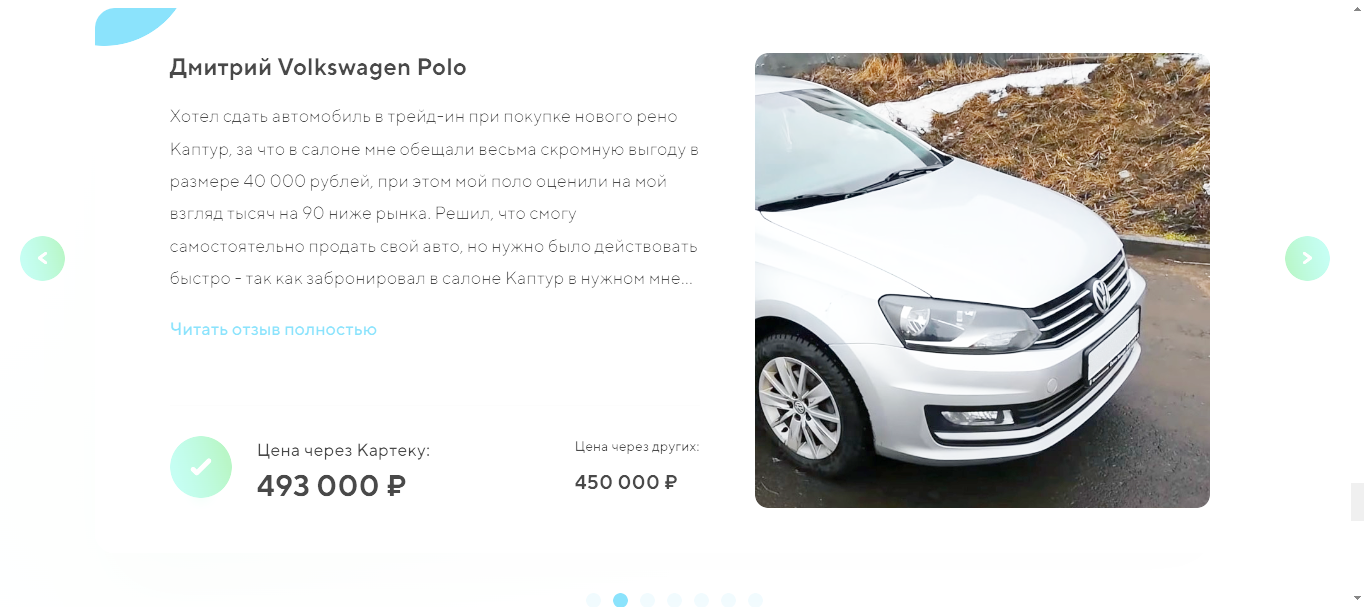 Дмитрий Volkswagen Polo
Хотел сдать автомобиль в трейд-ин при покупке нового рено
Каптур, за что в салоне мне обещали весьма скромную выгоду в
размере 40 000 рублей, при этом мой поло оценили на мой
взгляд тысяч на 90 ниже рынка. Решил, что смогу
самостоятельно продать свой авто, но нужно было действовать
быстро - так как забронировал в салоне Каптур в нужном мне...
Читать отзыв полностью
Цена через Картеку:
493 000 ₽
Цена через других:
450 000 ₽